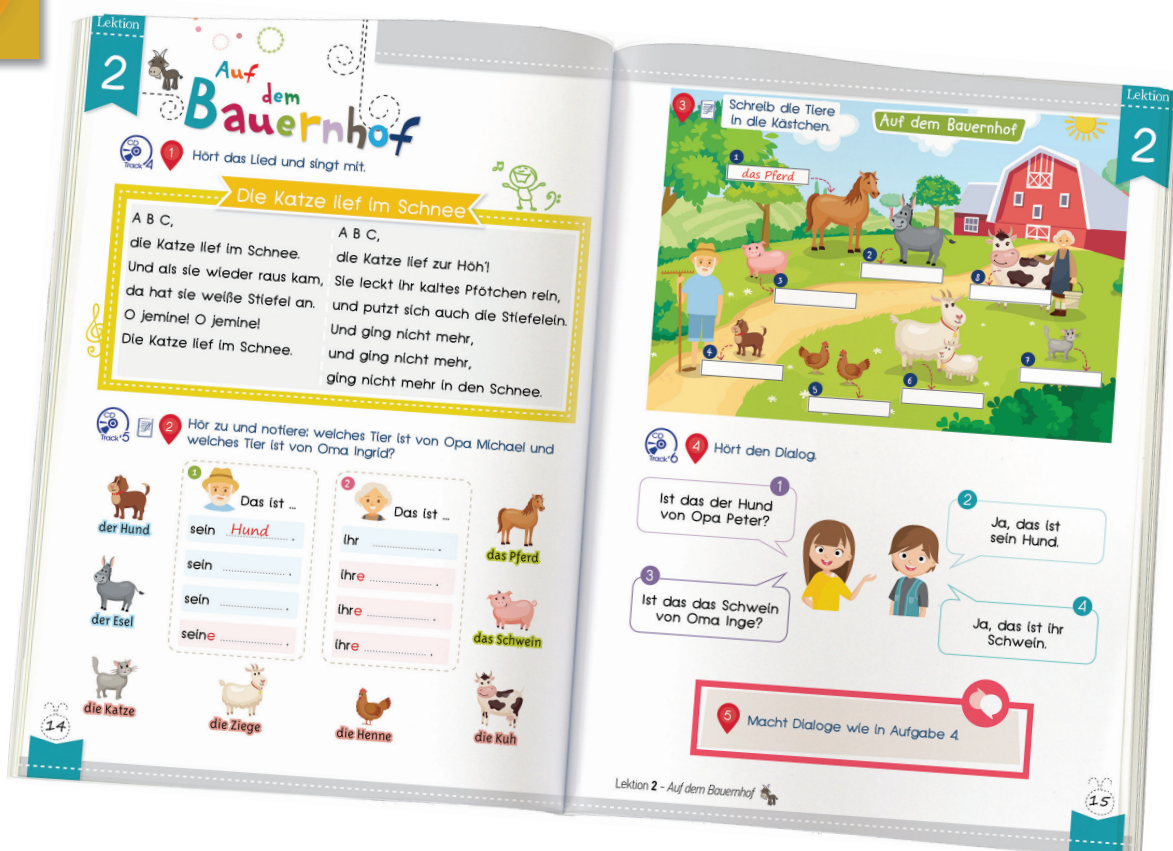 Lektion
2
Auf
dem
Bauernhof
CD
Track 4
1
Hört das Lied und singt mit.
Die Katze lief im Schnee
A B C,
die Katze lief im Schnee.
Und als sie wieder raus kam,
da hat sie weiße Stiefel an.
O jemine! O jemine!
Die Katze lief im Schnee.
A B C,
die Katze lief zur Höh'!
Sie leckt ihr kaltes Pfötchen rein,
und putzt sich auch die Stiefelein.
Und ging nicht mehr,
und ging nicht mehr,
ging nicht mehr in den Schnee.
CD
Track 5
2
Hör zu und notiere: welches Tier ist von Opa Michael und
welches Tier ist von Oma Ingrid?
der Hund
der Esel
die Katze
die Ziege
die Henne
die Kuh
das Pferd
das Schwein
1
Das ist ...
sein Hund .
sein .
sein .
seine .
2
Das ist ...
ihr .
ihre .
ihre .
ihre .
14
Lektion
2
3
Schreib die Tiere
in die Kästchen.
Auf dem Bauernhof
1
das Pferd
2
3
4
5
6
7
8
CD
Track 6
4
Hört den Dialog.
1
Ist das der Hund
von Opa Peter?
2
Ja, das ist
sein Hund.
3
Ist das das Schwein
von Oma Inge?
4
Ja, das ist ihr
Schwein.
5
Macht Dialoge wie in Aufgabe 4.
Lektion 2 - Auf dem Bauernhof
15